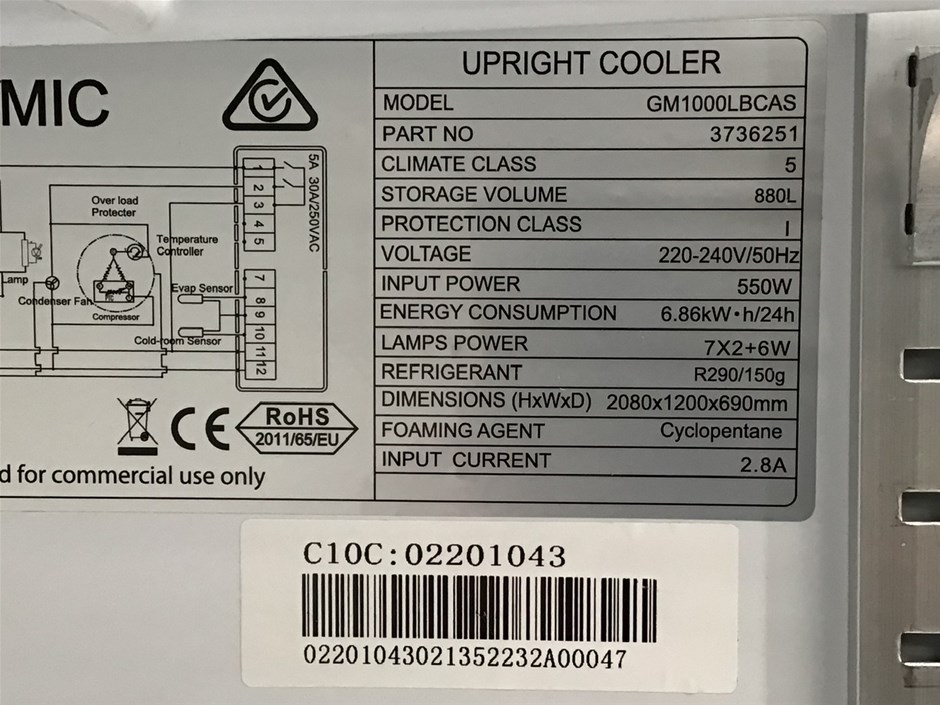 MIC
UPRIGHT COOLER
MODEL GM1000LBCAS
PART NO 3736251
CLIMATE CLASS 5
STORAGE VOLUME 880L
PROTECTION CLASS I
VOLTAGE 220-240V/50Hz
INPUT POWER 550W
ENERGY CONSUMPTION 6.86kW·h/24h
LAMPS POWER 7X2+6W
REFRIGERANT R290/150g
DIMENSIONS (HxWxD) 2080x1200x690mm
FOAMING AGENT Cyclopentane
INPUT CURRENT 2.8A
5A 30A/250VAC
1
2
3
4
5
7
8
9
10
11
12
Over load
Protecter
Temperature
Controller
Lamp
Condenser Fan
Compressor
Evap Sensor
Cold-room Sensor
CE
RoHS
2011/65/EU
d for commercial use only
C10C:02201043
02201043021352232A00047